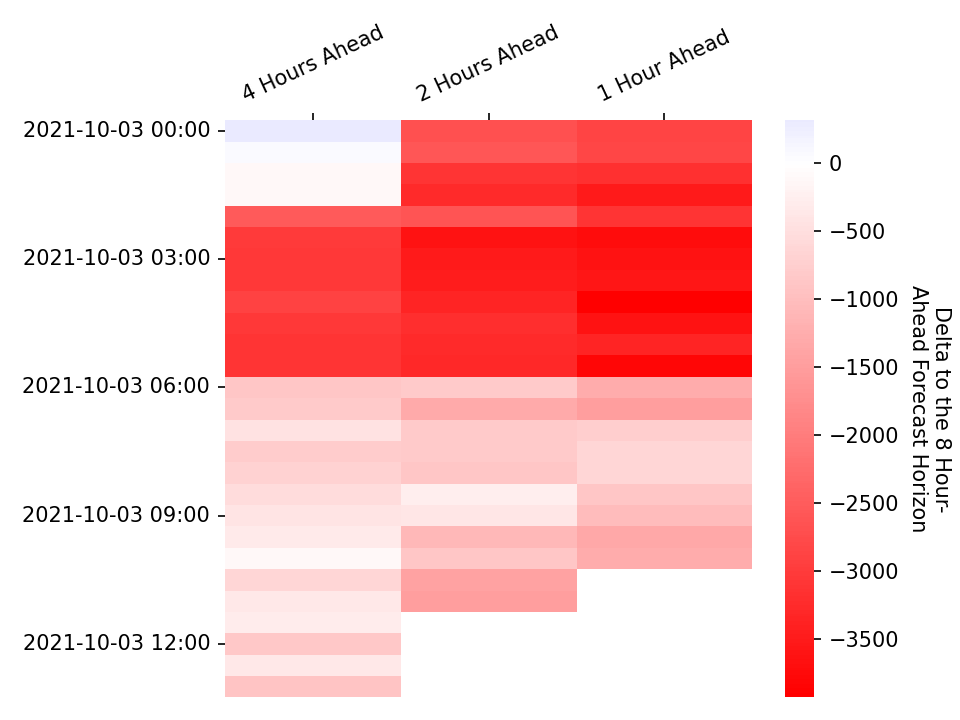 4 Hours Ahead
2 Hours Ahead
1 Hour Ahead
2021-10-03 00:00
2021-10-03 03:00
2021-10-03 06:00
2021-10-03 09:00
2021-10-03 12:00
0
−500
−1000
−1500
−2000
−2500
−3000
−3500
Delta to the 8 Hour-
Ahead Forecast Horizon